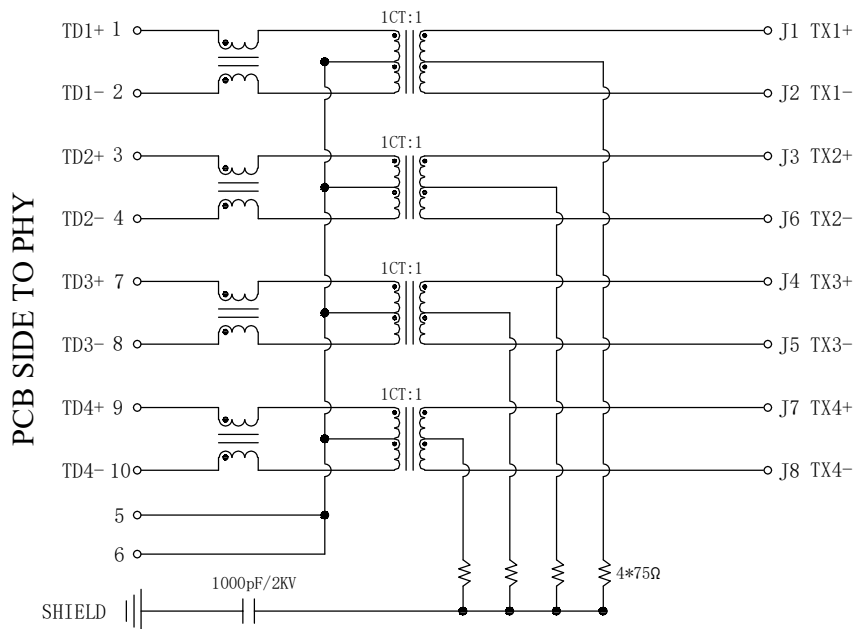 1CT:1
TD1+ 1
J1 TX1+
TD1- 2
J2 TX1-
1CT:1
TD2+ 3
J3 TX2+
TD2- 4
J6 TX2-
PCB SIDE TO PHY
1CT:1
TD3+ 7
J4 TX3+
TD3- 8
J5 TX3-
1CT:1
TD4+ 9
J7 TX4+
TD4- 10
J8 TX4-
5
6
4*75Ω
1000pF/2KV
SHIELD